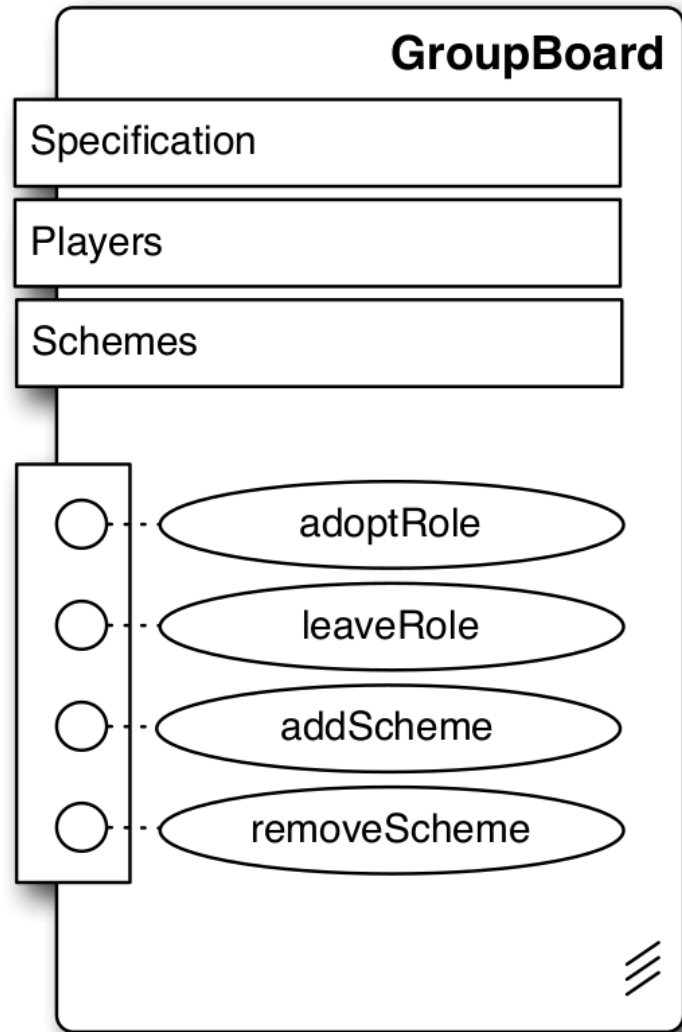 GroupBoard
Specification
Players
Schemes
adoptRole
leaveRole
addScheme
removeScheme